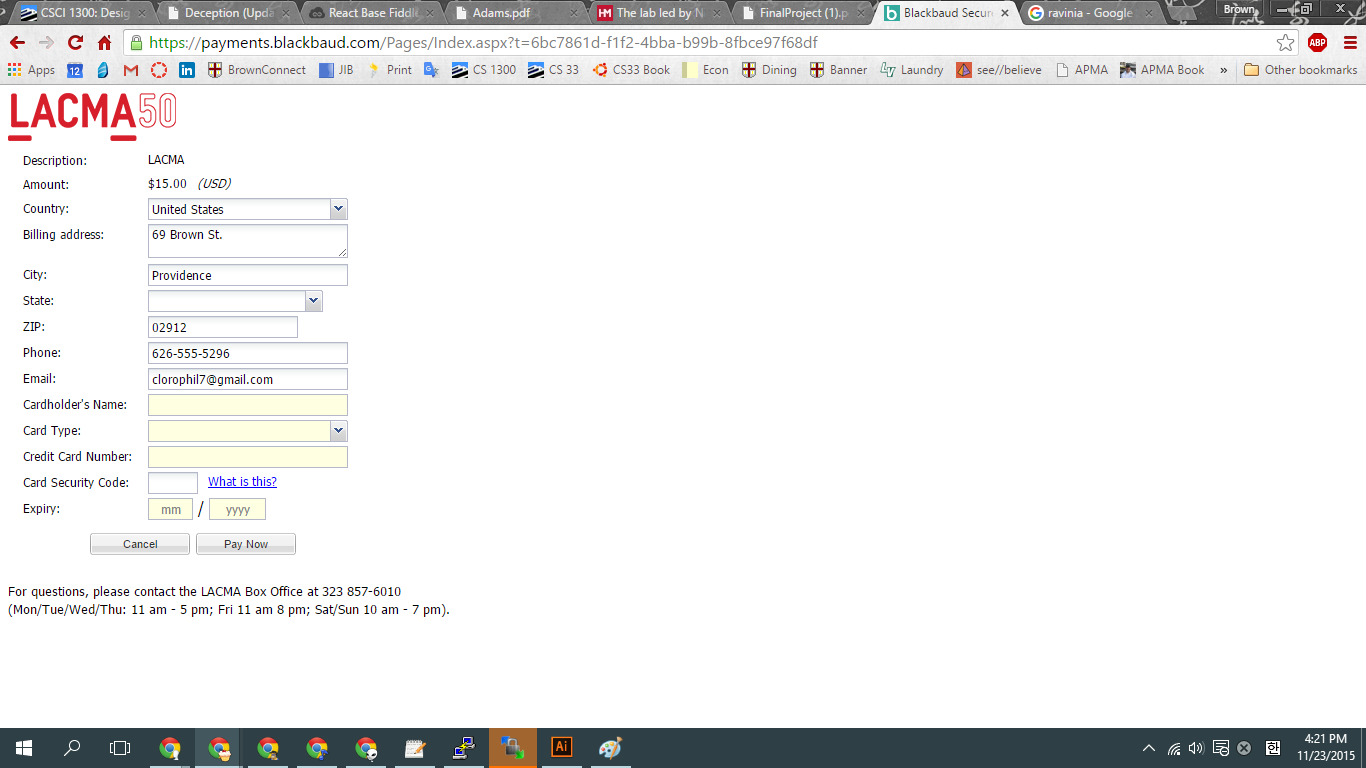 CSCI 1300: Desig
Deception (Upda
React Base Fiddle
Adams.pdf
The lab led by N
FinalProject (1).p
Blackbaud Secure
ravinia - Google
Brown
https://payments.blackbaud.com/Pages/Index.aspx?t=6bc7861d-f1f2-4bba-b99b-8fbce97f68df
ABP
Apps 12 BrownConnect JIB Print CS 1300 CS 33 CS33 Book Econ Dining Banner Laundry see//believe APMA APMA Book » Other bookmarks
LACMA50
Description: LACMA
Amount: $15.00 (USD)
Country: United States
Billing address: 69 Brown St.
City: Providence
State:
ZIP: 02912
Phone: 626-555-5296
Email: clorophil7@gmail.com
Cardholder's Name:
Card Type:
Credit Card Number:
Card Security Code: What is this?
Expiry: mm / yyyy
Cancel Pay Now
For questions, please contact the LACMA Box Office at 323 857-6010
(Mon/Tue/Wed/Thu: 11 am - 5 pm; Fri 11 am 8 pm; Sat/Sun 10 am - 7 pm).
Ai
한
4:21 PM
11/23/2015